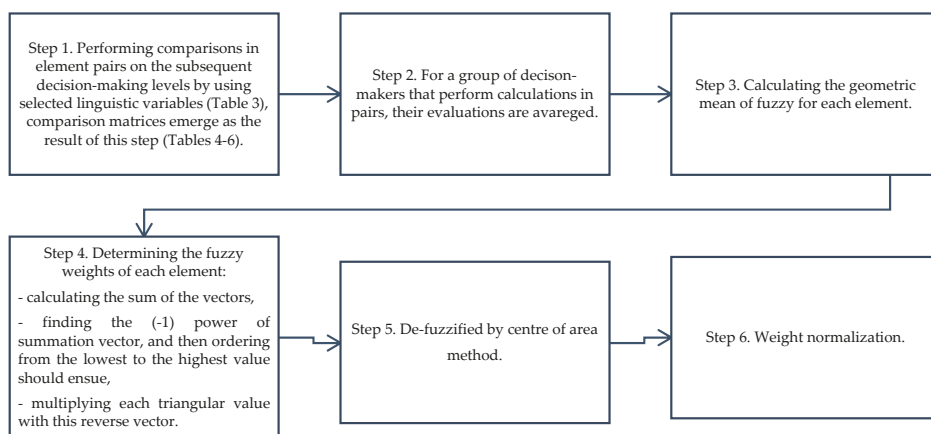 Step 1. Performing comparisons in
element pairs on the subsequent
decision-making levels by using
selected linguistic variables (Table 3),
comparison matrices emerge as the
result of this step (Tables 4-6).
Step 2. For a group of decison-
makers that perform calculations in
pairs, their evaluations are avareged.
Step 3. Calculating the geometric
mean of fuzzy for each element.
Step 4. Determining the fuzzy
weights of each element:
- calculating the sum of the vectors,
- finding the (-1) power of
summation vector, and then ordering
from the lowest to the highest value
should ensue,
- multiplying each triangular value
with this reverse vector.
Step 5. De-fuzzified by centre of area
method.
Step 6. Weight normalization.